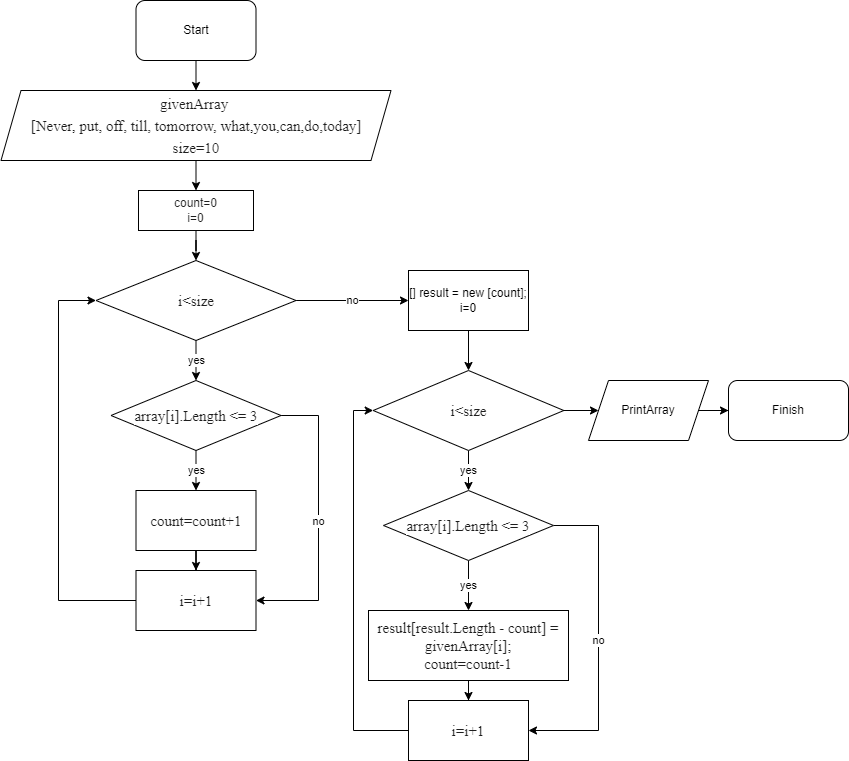 Start
givenArray
[Never, put, off, till, tomorrow, what,you,can,do,today]
size=10
count=0
i=0
i<size
no
[] result = new [count];
i=0
yes
array[i].Length <= 3
yes
no
count=count+1
i=i+1
i<size
PrintArray
Finish
yes
array[i].Length <= 3
yes
no
result[result.Length - count] =
givenArray[i];
count=count-1
i=i+1